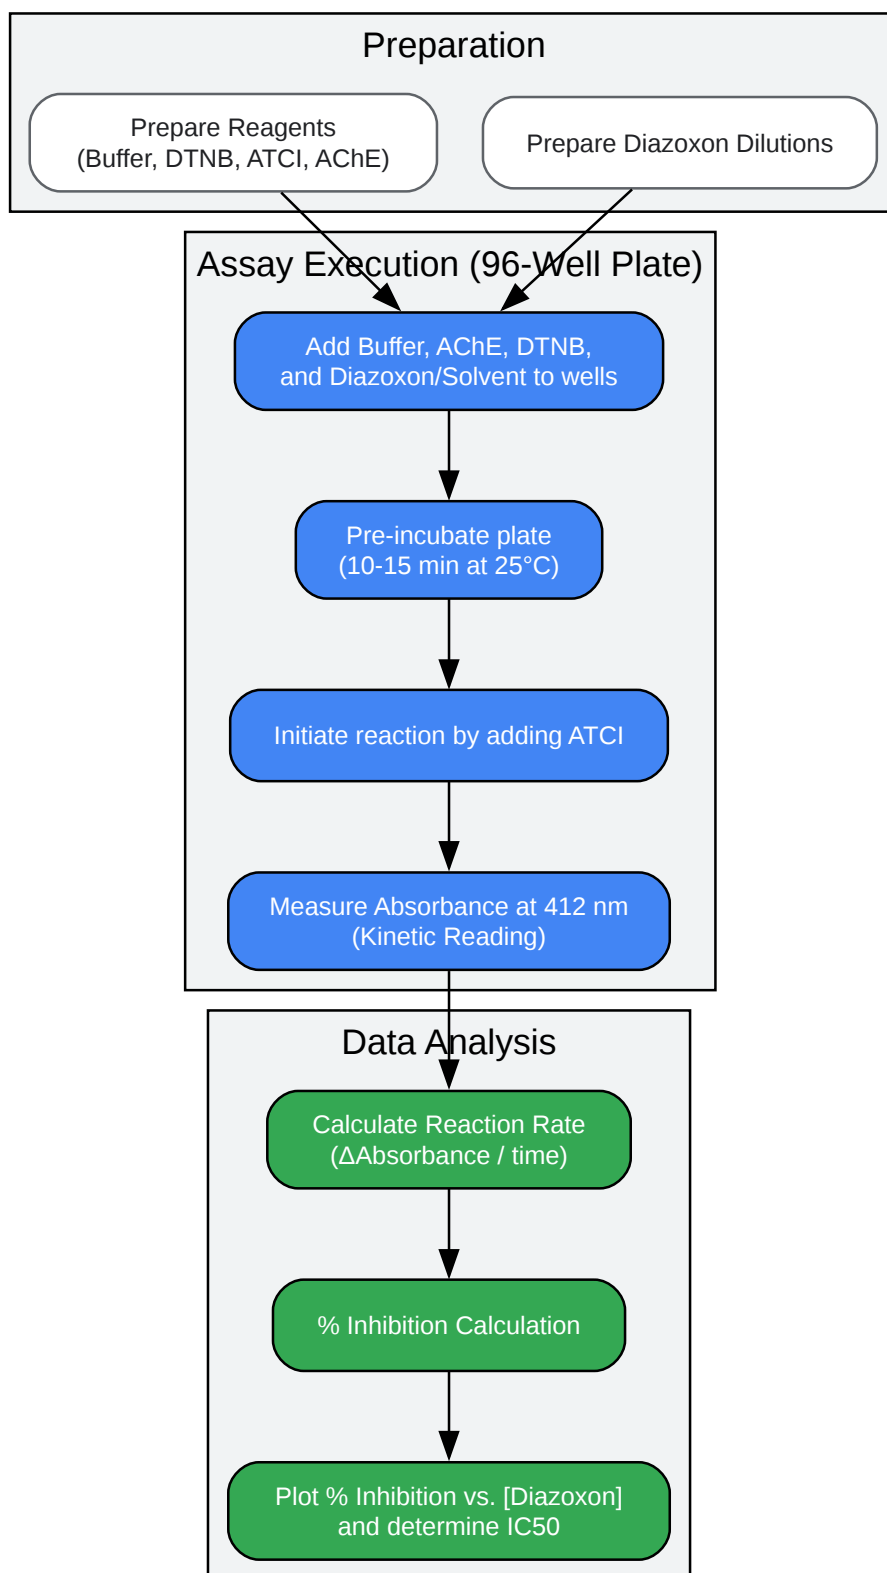 Preparation
Prepare Reagents
(Buffer, DTNB, ATCI, AChE)
Prepare Diazoxon Dilutions
Assay Execution (96-Well Plate)
Add Buffer, AChE, DTNB,
and Diazoxon/Solvent to wells
Pre-incubate plate
(10-15 min at 25°C)
Initiate reaction by adding ATCI
Measure Absorbance at 412 nm
(Kinetic Reading)
Data Analysis
Calculate Reaction Rate
(ΔAbsorbance / time)
% Inhibition Calculation
Plot % Inhibition vs. [Diazoxon]
and determine IC50